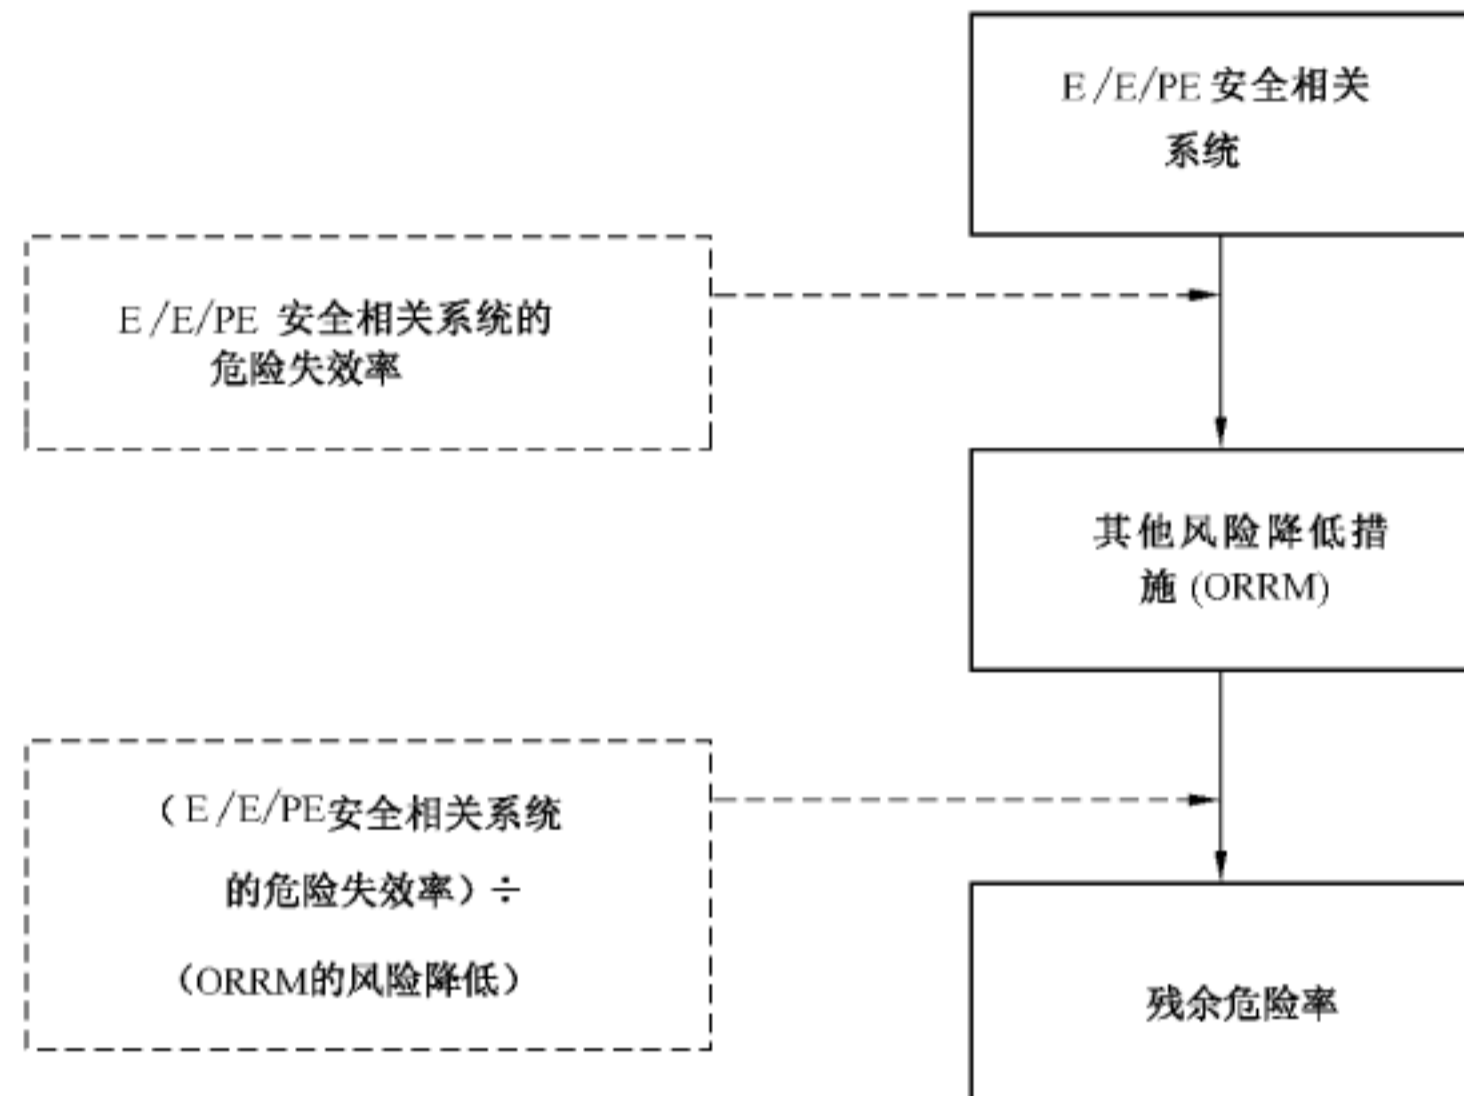 E/E/PE 安全相关
系统
E/E/PE 安全相关系统的
危险失效率
其他风险降低措
施 (ORRM)
（E/E/PE安全相关系统
的危险失效率）÷
（ORRM的风险降低）
残余危险率